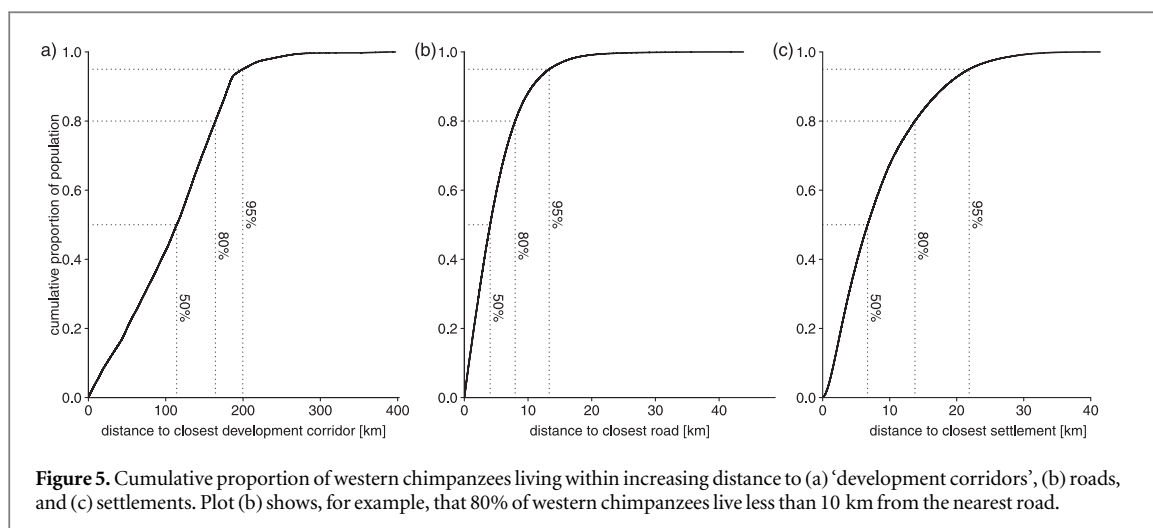 a)
1.0
0.8
0.6
0.4
0.2
0.0
cumulative proportion of population
50%
80%
95%
0 100 200 300 400
distance to closest development corridor [km]
(b)
1.0
0.8
0.6
0.4
0.2
0.0
50%
80%
95%
0 10 20 30 40
distance to closest road [km]
(c)
1.0
0.8
0.6
0.4
0.2
0.0
50%
80%
95%
0 10 20 30 40
distance to closest settlement [km]
Figure 5. Cumulative proportion of western chimpanzees living within increasing distance to (a) ‘development corridors’, (b) roads,
and (c) settlements. Plot (b) shows, for example, that 80% of western chimpanzees live less than 10 km from the nearest road.